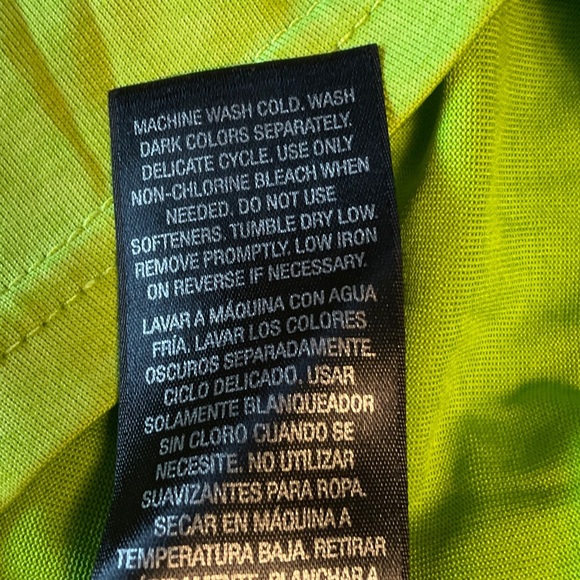 MACHINE WASH COLD. WASH
DARK COLORS SEPARATELY.
DELICATE CYCLE. USE ONLY
NON-CHLORINE BLEACH WHEN
NEEDED. DO NOT USE
SOFTENERS. TUMBLE DRY LOW.
REMOVE PROMPTLY. LOW IRON
ON REVERSE IF NECESSARY.
LAVAR A MÁQUINA CON AGUA
FRÍA. LAVAR LOS COLORES
OSCUROS SEPARADAMENTE.
CICLO DELICADO. USAR
SOLAMENTE BLANQUEADOR
SIN CLORO CUANDO SE
NECESITE. NO UTILIZAR
SUAVIZANTES PARA ROPA.
SECAR EN MÁQUINA A
TEMPERATURA BAJA. RETIRAR
PLANCHAR A